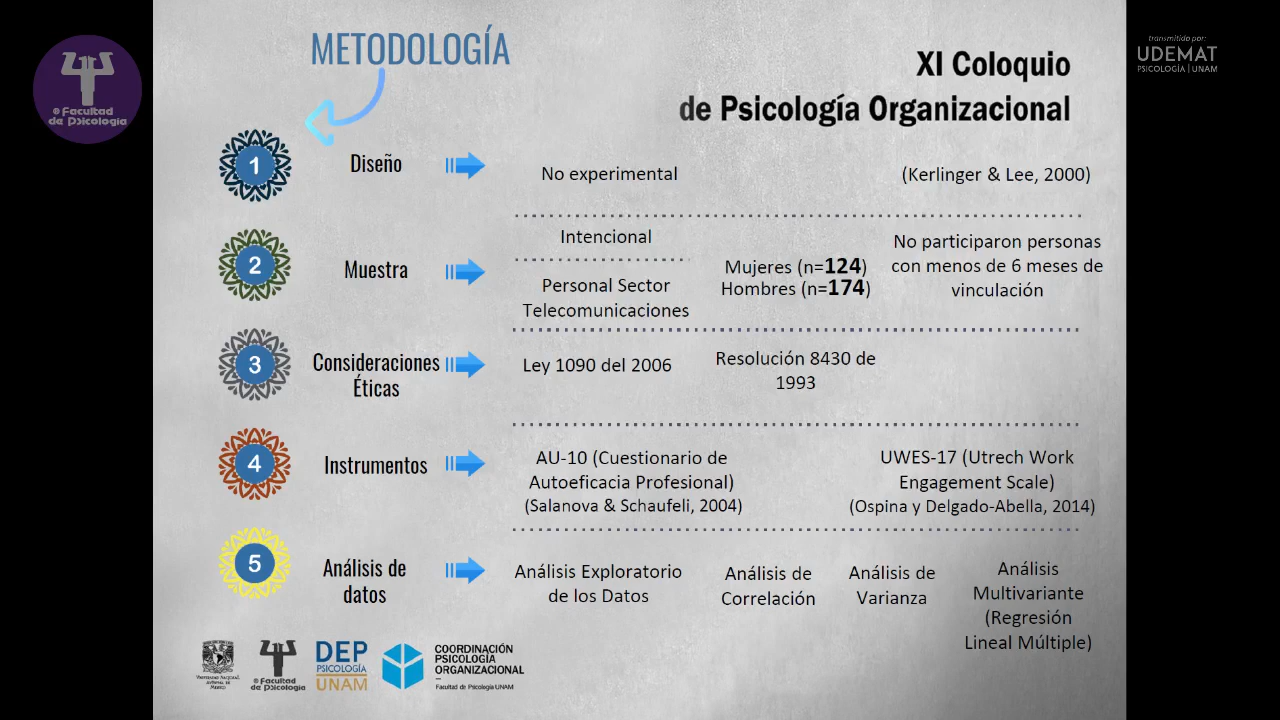 © Facultad
de Psicología
transmitido por:
UDEMAT
PSICOLOGÍA | UNAM
METODOLOGÍA
XI Coloquio
de Psicología Organizacional
1
Diseño
No experimental
(Kerlinger & Lee, 2000)
2
Muestra
Intencional
Personal Sector
Telecomunicaciones
Mujeres (n=124)
Hombres (n=174)
No participaron personas
con menos de 6 meses de
vinculación
3
Consideraciones
Éticas
Ley 1090 del 2006
Resolución 8430 de
1993
4
Instrumentos
AU-10 (Cuestionario de
Autoeficacia Profesional)
(Salanova & Schaufeli, 2004)
UWES-17 (Utrech Work
Engagement Scale)
(Ospina y Delgado-Abella, 2014)
5
Análisis de
datos
Análisis Exploratorio
de los Datos
Análisis de
Correlación
Análisis de
Varianza
Análisis
Multivariante
(Regresión
Lineal Múltiple)
Universidad Nacional
Autónoma de
México
© Facultad
de Psicología
DEP
PSICOLOGÍA
UNAM
COORDINACIÓN
PSICOLOGÍA
ORGANIZACIONAL
Facultad de Psicología UNAM